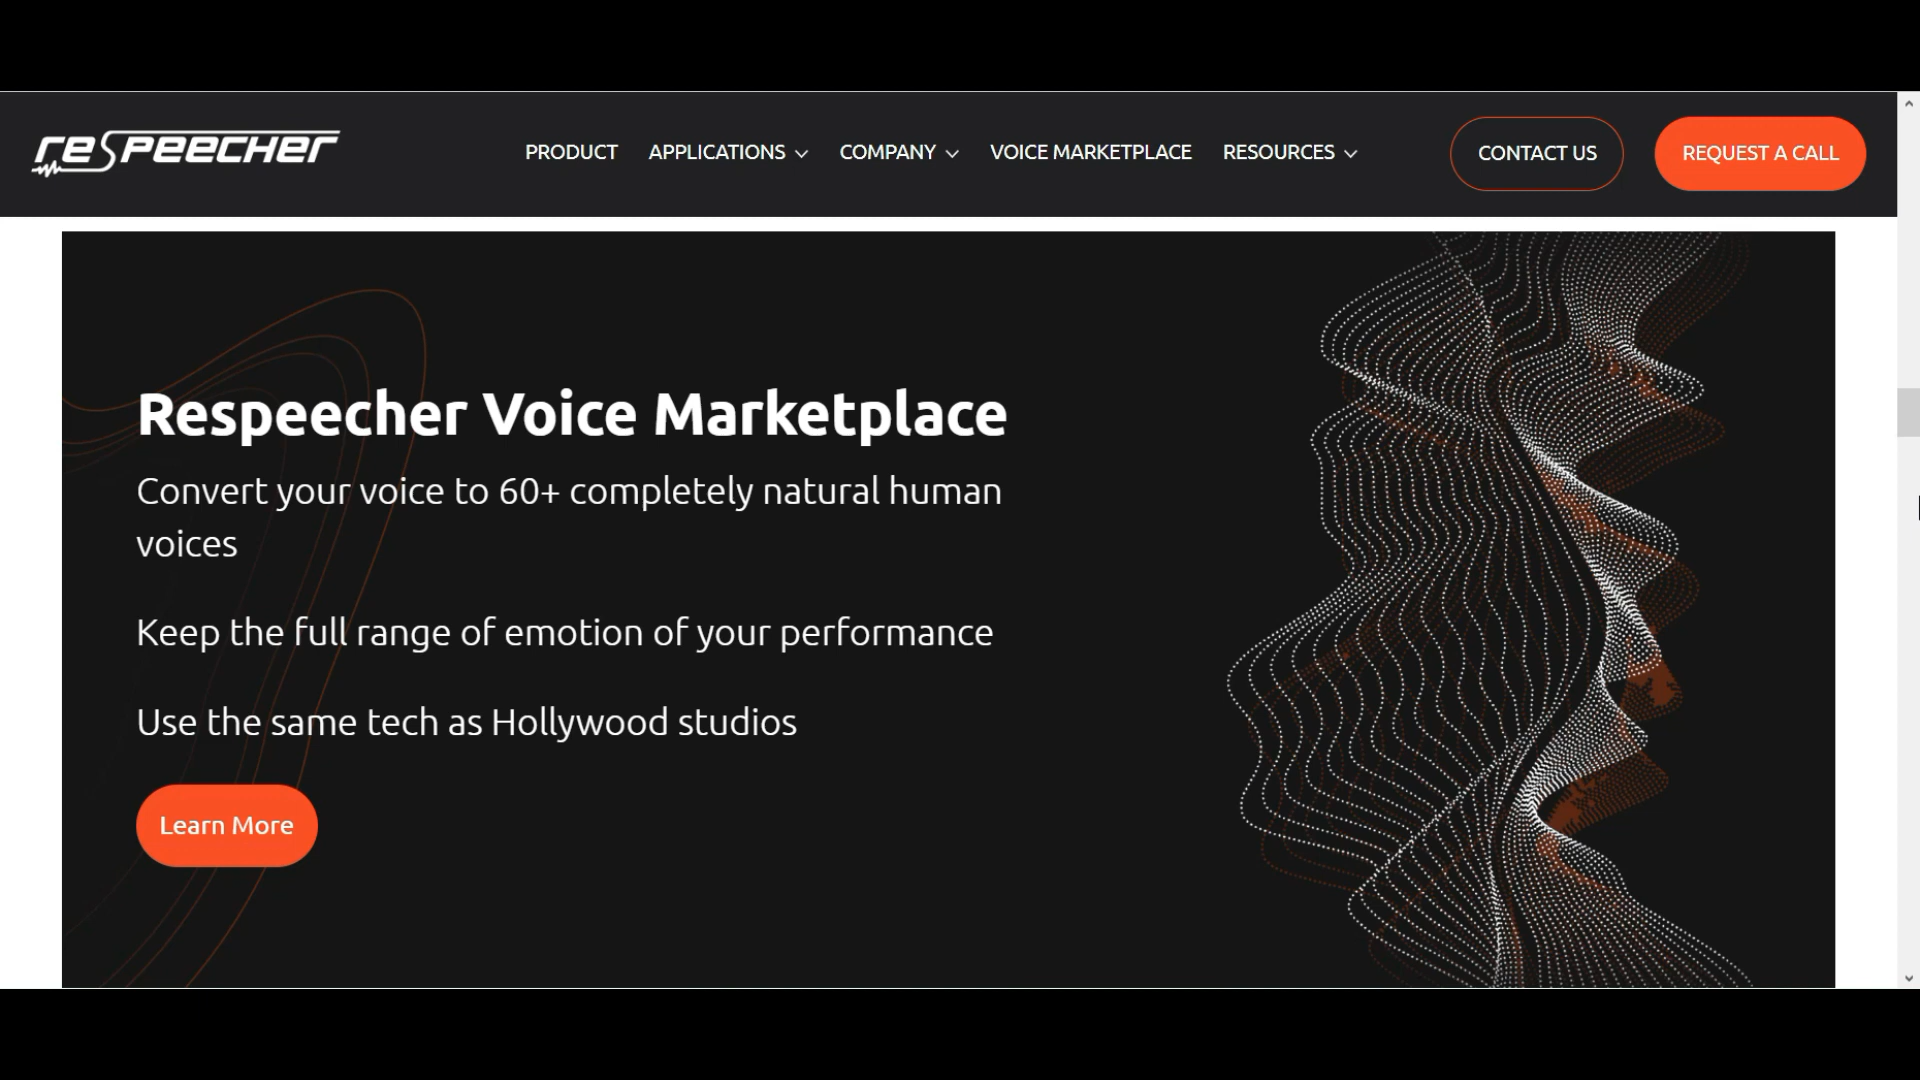 reSPEECHER
PRODUCT
APPLICATIONS
COMPANY
VOICE MARKETPLACE
RESOURCES
CONTACT US
REQUEST A CALL
Respeecher Voice Marketplace
Convert your voice to 60+ completely natural human
voices
Keep the full range of emotion of your performance
Use the same tech as Hollywood studios
Learn More